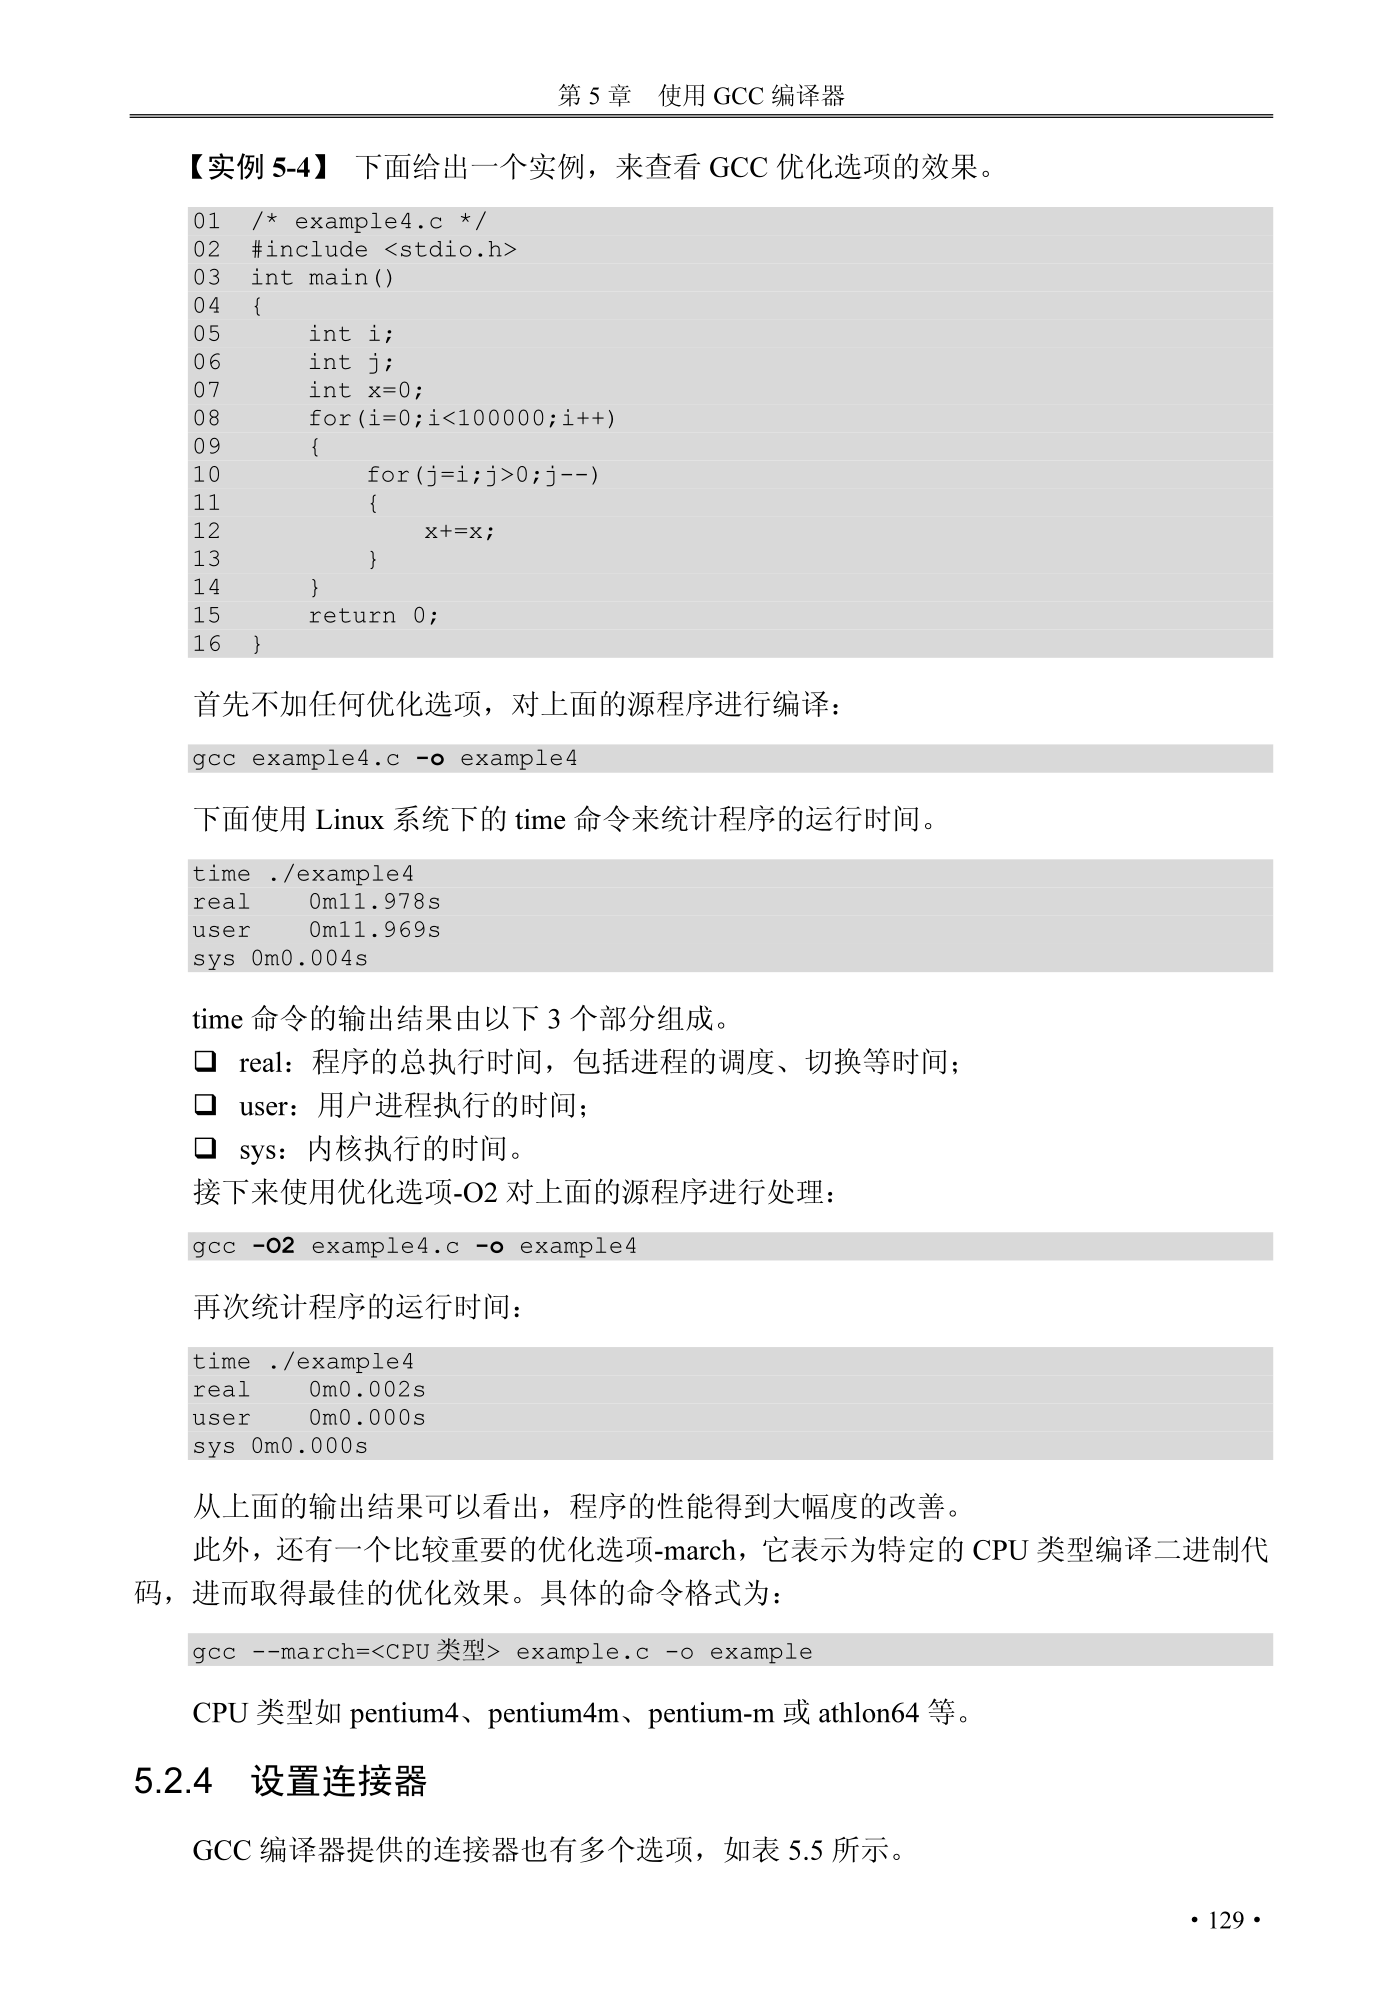 第 5 章　使用 GCC 编译器
【实例 5-4】 下面给出一个实例，来查看 GCC 优化选项的效果。
01  /* example4.c */
02  #include <stdio.h>
03  int main()
04  {
05      int i;
06      int j;
07      int x=0;
08      for(i=0;i<100000;i++)
09      {
10          for(j=i;j>0;j--)
11          {
12              x+=x;
13          }
14      }
15      return 0;
16  }
首先不加任何优化选项，对上面的源程序进行编译：
gcc example4.c -o example4
下面使用 Linux 系统下的 time 命令来统计程序的运行时间。
time ./example4
real    0m11.978s
user    0m11.969s
sys 0m0.004s
time 命令的输出结果由以下 3 个部分组成。
❑ real：程序的总执行时间，包括进程的调度、切换等时间；
❑ user：用户进程执行的时间；
❑ sys：内核执行的时间。
接下来使用优化选项-O2 对上面的源程序进行处理：
gcc -O2 example4.c -o example4
再次统计程序的运行时间：
time ./example4
real    0m0.002s
user    0m0.000s
sys 0m0.000s
从上面的输出结果可以看出，程序的性能得到大幅度的改善。
此外，还有一个比较重要的优化选项-march，它表示为特定的 CPU 类型编译二进制代
码，进而取得最佳的优化效果。具体的命令格式为：
gcc --march=<CPU 类型> example.c -o example
CPU 类型如 pentium4、pentium4m、pentium-m 或 athlon64 等。
5.2.4　设置连接器
GCC 编译器提供的连接器也有多个选项，如表 5.5 所示。
• 129 •